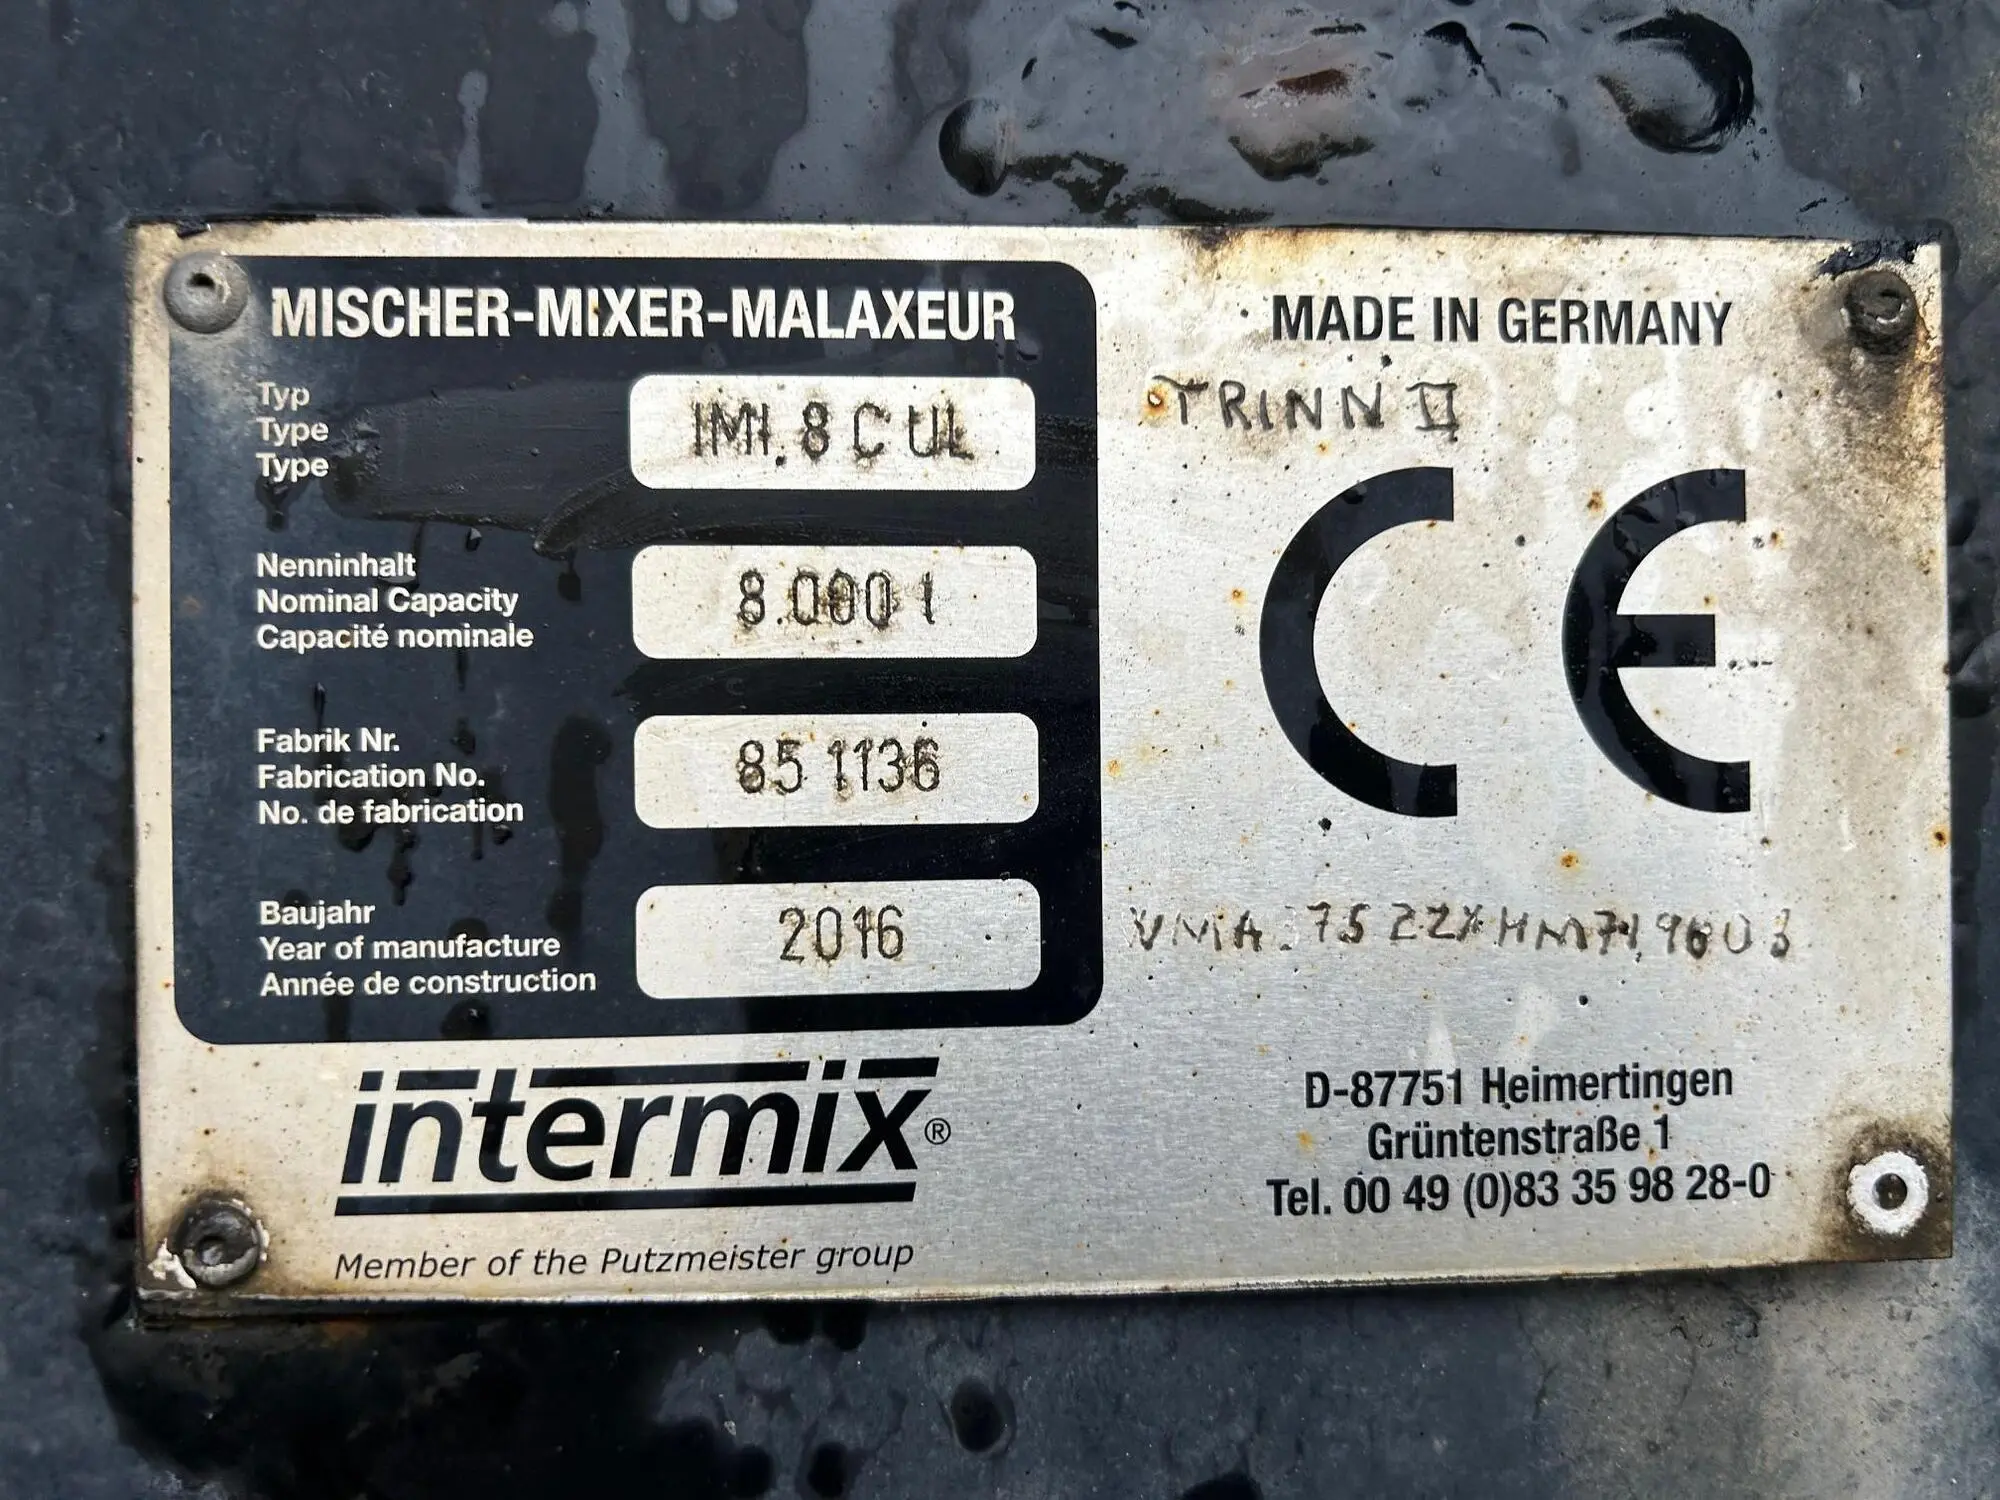 MISCHER-MIXER-MALAXEUR
Typ
Type
Type
IMI.8 C UL
Nenninhalt
Nominal Capacity
Capacité nominale
8.000 l
Fabrik Nr.
Fabrication No.
No. de fabrication
851136
Baujahr
Year of manufacture
Année de construction
2016
intermix®
Member of the Putzmeister group
MADE IN GERMANY
TRINN II
CE
D-87751 Heimertingen
Grüntenstraße 1
Tel. 00 49 (0)83 35 98 28-0